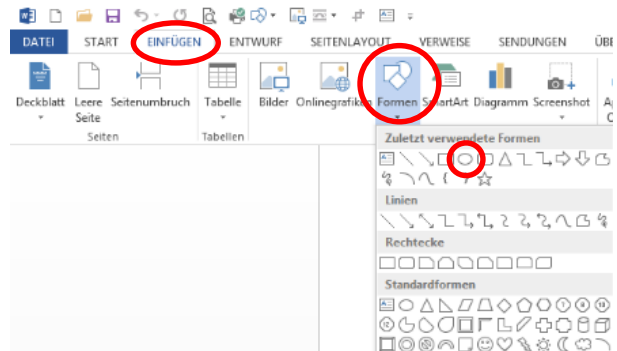 DATEI START EINFÜGEN ENTWURF SEITENLAYOUT VERWEISE SENDUNGEN
Deckblatt Leere Seite Seitenumbruch Tabelle Bilder Onlinegrafiken Formen SmartArt Diagramm Screenshot
Seiten Tabellen
Zuletzt verwendete Formen
Linien
Rechtecke
Standardformen